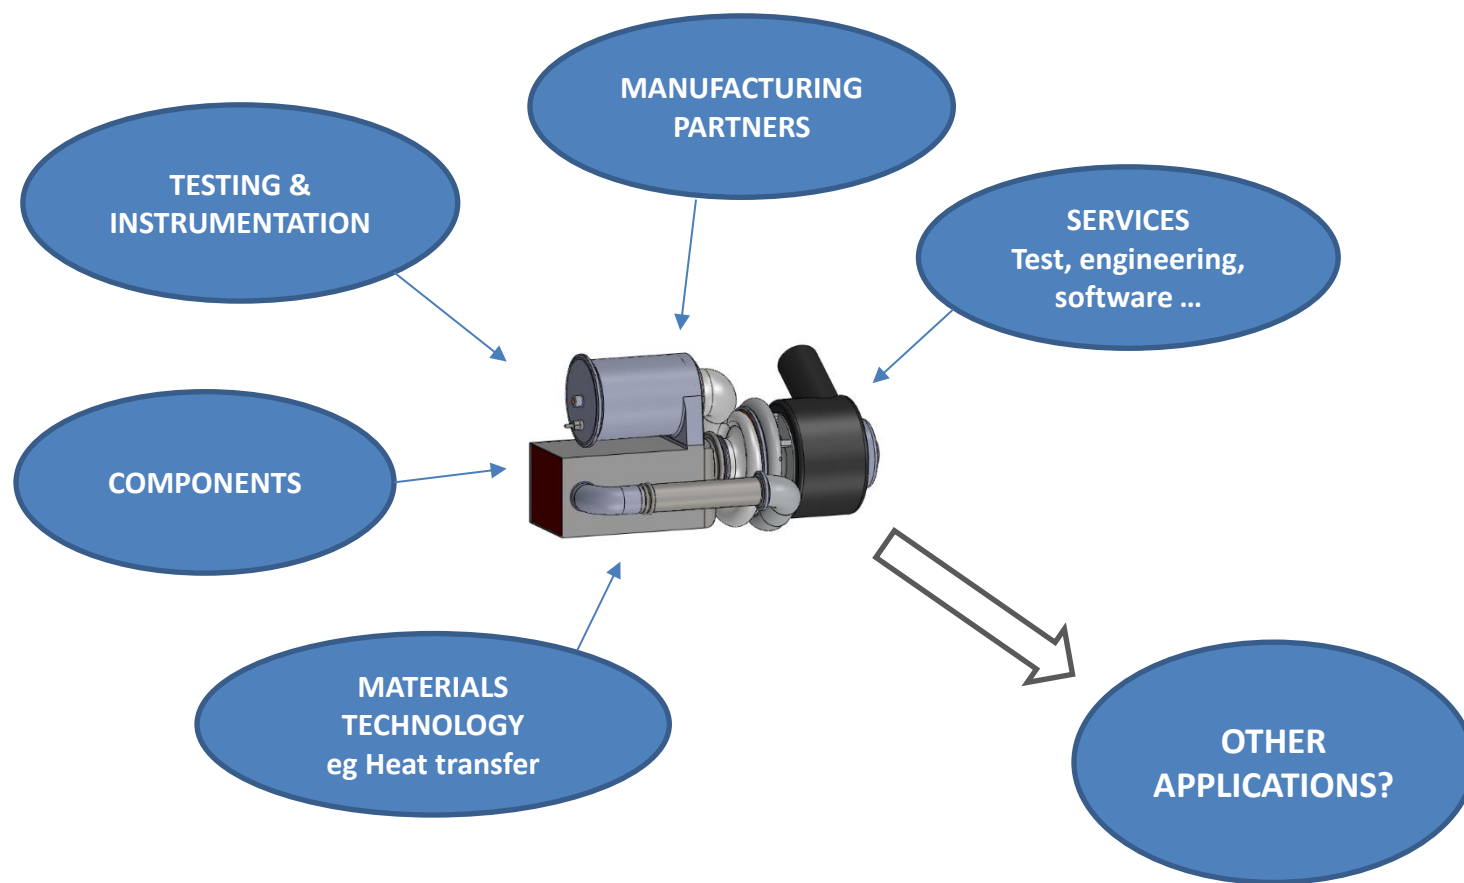 MANUFACTURING
PARTNERS
TESTING &
INSTRUMENTATION
SERVICES
Test, engineering,
software ...
COMPONENTS
MATERIALS
TECHNOLOGY
eg Heat transfer
OTHER
APPLICATIONS?